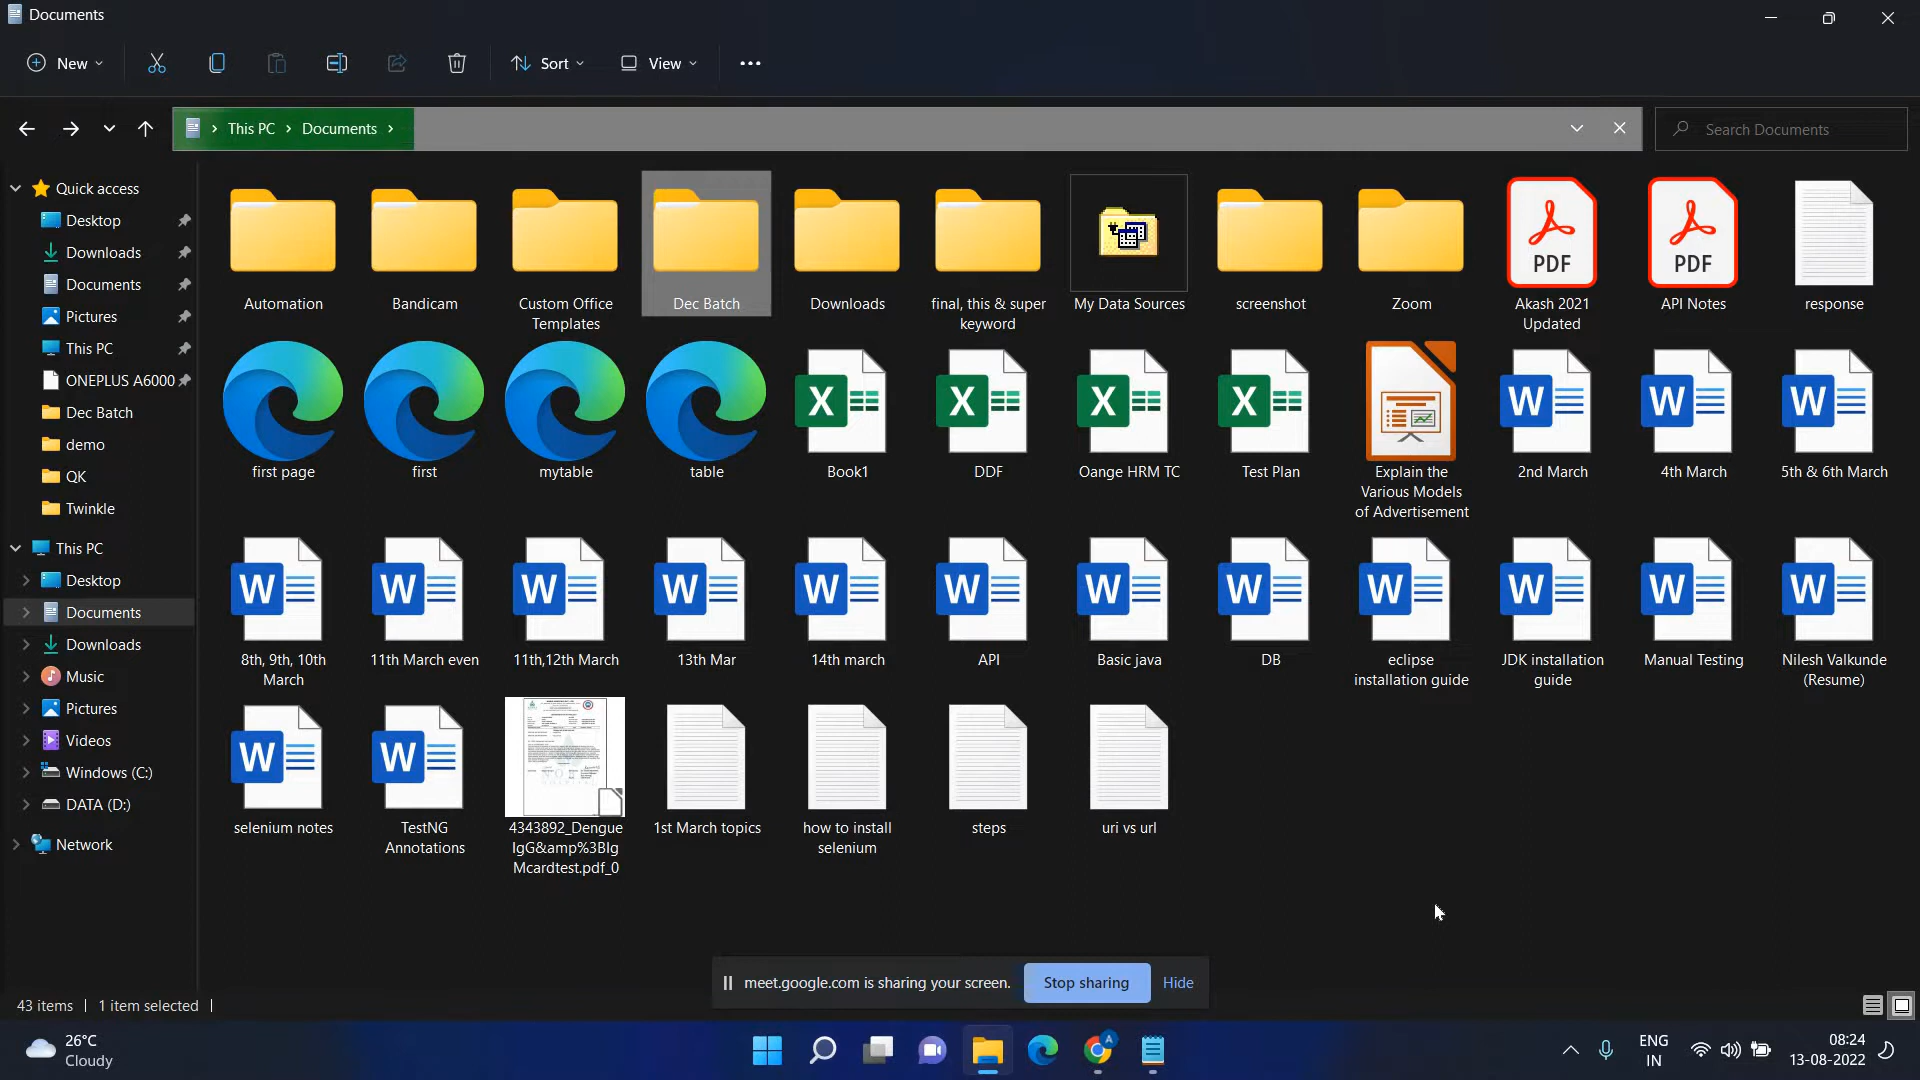 Documents
New
Sort
View
This PC
Documents
Search Documents
Quick access
Desktop
Downloads
Documents
Pictures
This PC
ONEPLUS A6000
Dec Batch
demo
QK
Twinkle
This PC
Desktop
Documents
Downloads
Music
Pictures
Videos
Windows (C:)
DATA (D:)
Network
Automation
Bandicam
Custom Office
Templates
Dec Batch
Downloads
final, this & super
keyword
My Data Sources
screenshot
Zoom
PDF
Akash 2021
Updated
PDF
API Notes
response
first page
first
mytable
table
X
Book1
X
DDF
X
Oange HRM TC
X
Test Plan
Explain the
Various Models
of Advertisement
W
2nd March
W
4th March
W
5th & 6th March
W
8th, 9th, 10th
March
W
11th March even
W
11th,12th March
W
13th Mar
W
14th march
W
API
W
Basic java
W
DB
W
eclipse
installation guide
W
JDK installation
guide
W
Manual Testing
W
Nilesh Valkunde
(Resume)
W
selenium notes
W
TestNG
Annotations
4343892_Dengue
IgG&amp%3BIg
Mcardtest.pdf_0
1st March topics
how to install
selenium
steps
uri vs url
meet.google.com is sharing your screen.
Stop sharing
Hide
43 items
1 item selected
26°C
Cloudy
A
ENG
IN
08:24
13-08-2022